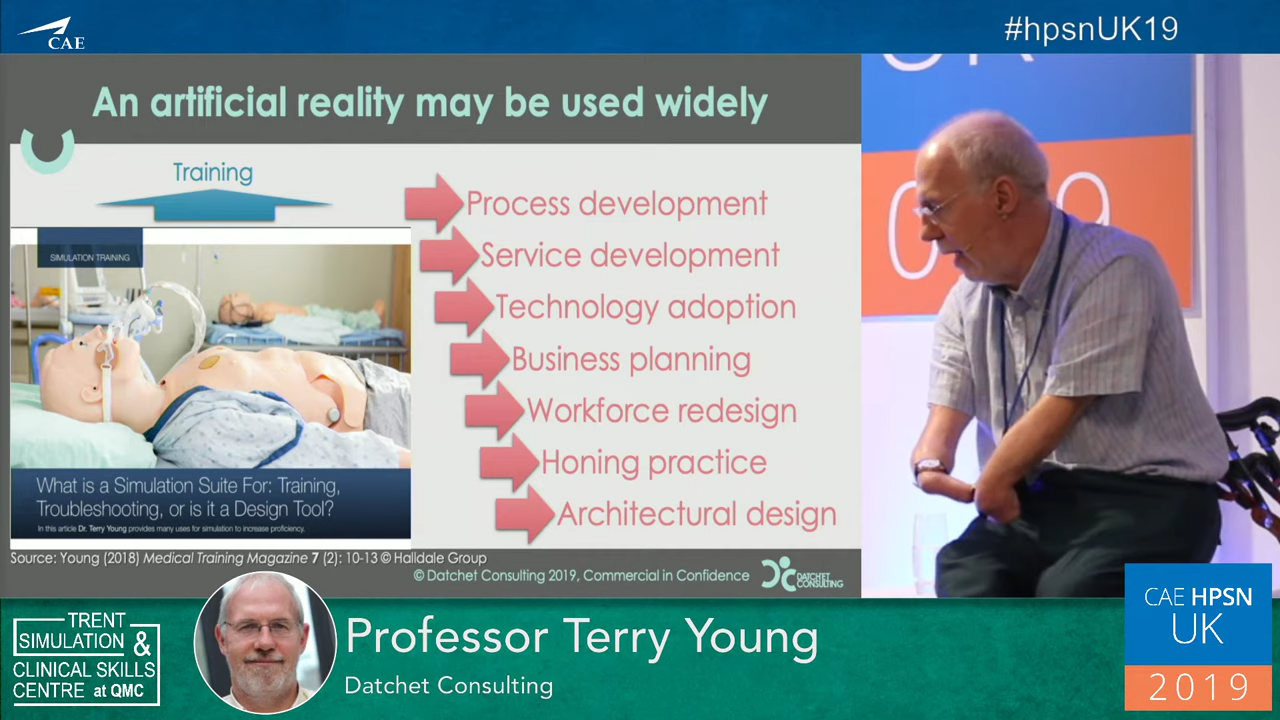 CAE
#hpsnUK19
An artificial reality may be used widely
Training
SIMULATION TRAINING
What is a Simulation Suite For: Training,
Troubleshooting, or is it a Design Tool?
In this article Dr. Terry Young provides many uses for simulation to increase proficiency.
Process development
Service development
Technology adoption
Business planning
Workforce redesign
Honing practice
Architectural design
Source: Young (2018) Medical Training Magazine 7 (2): 10-13 © Halldale Group
© Datchet Consulting 2019, Commercial in Confidence
DATCHET
CONSULTING
TRENT
SIMULATION &
CLINICAL SKILLS
CENTRE at QMC
Professor Terry Young
Datchet Consulting
CAE HPSN
UK
2019